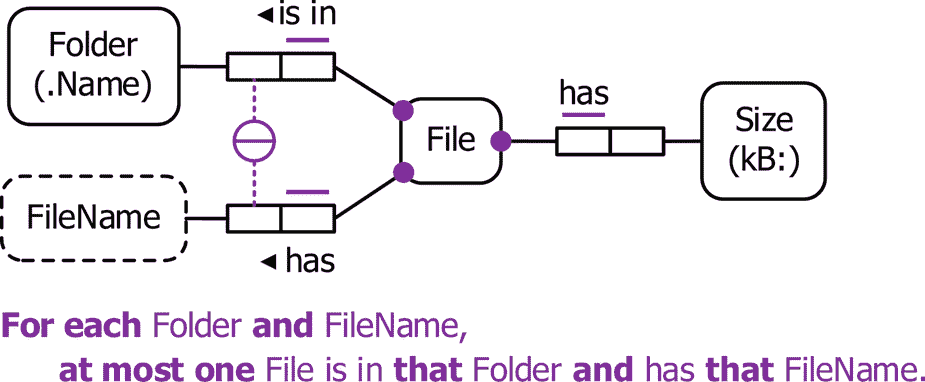 ◄ is in
Folder
(.Name)
has
File
Size
(kB:)
FileName
◄ has
For each Folder and FileName,
at most one File is in that Folder and has that FileName.